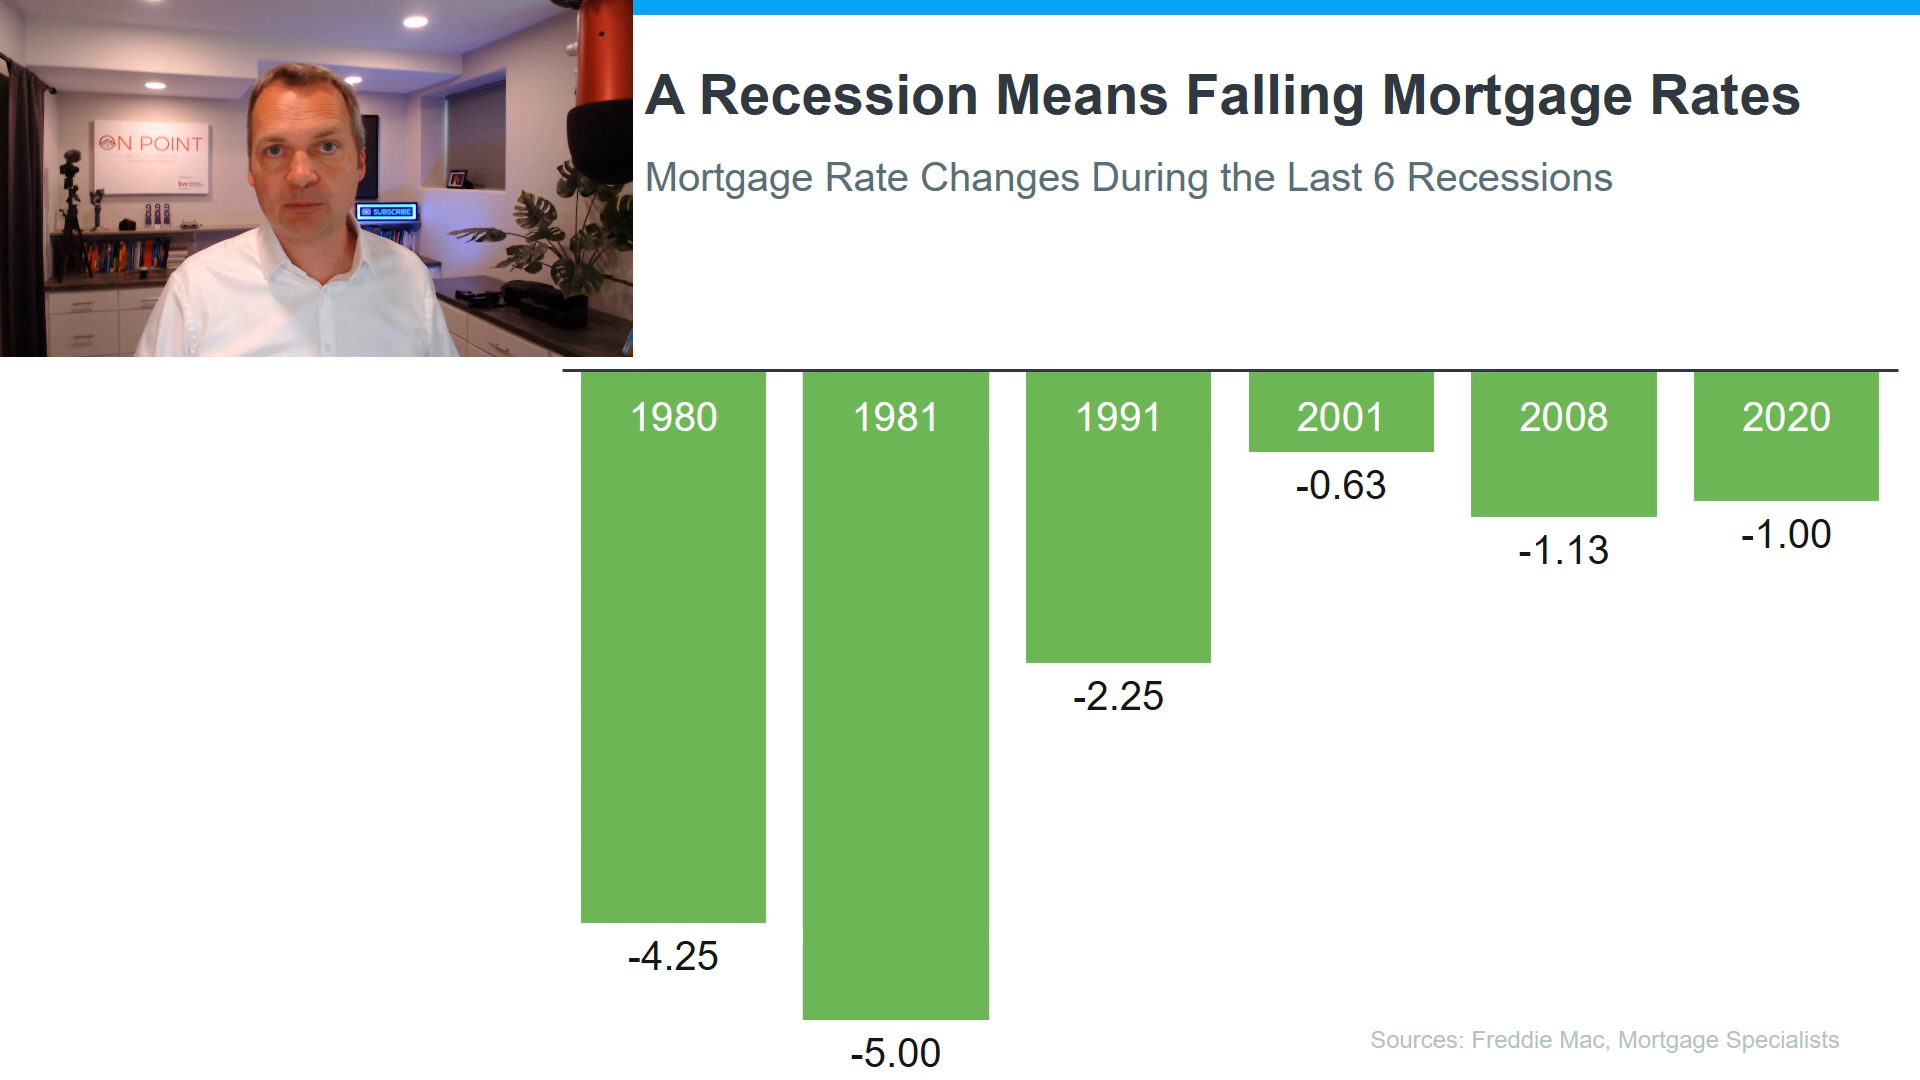 ON POINT
kw
SUBSCRIBE
A Recession Means Falling Mortgage Rates
Mortgage Rate Changes During the Last 6 Recessions
1980
1981
1991
2001
2008
2020
-0.63
-1.00
-1.13
-2.25
-4.25
-5.00
Sources: Freddie Mac, Mortgage Specialists